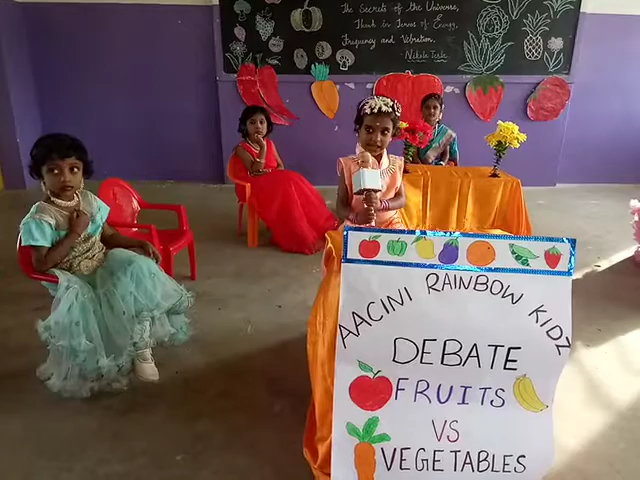 The Secrets of the Universe,
Think in Terms of Energy,
Frequency and Vibration.
- Nikola Tesla
AACINI RAINBOW KIDZ
DEBATE
FRUITS
VS
VEGETABLES